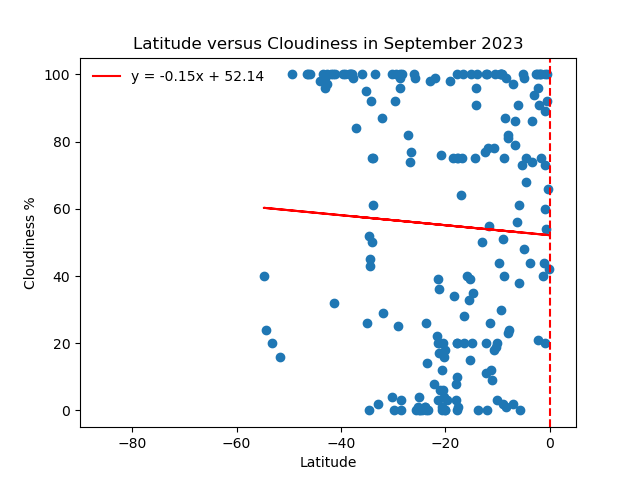 Latitude versus Cloudiness in September 2023
y = -0.15x + 52.14
100
80
60
40
20
0
Cloudiness %
−80 −60 −40 −20 0
Latitude